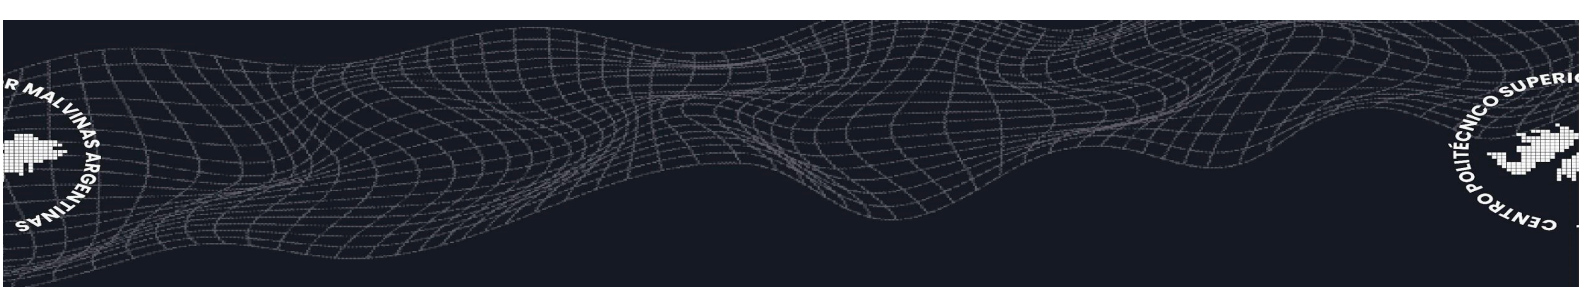 R MALVINAS ARGENTINAS
CENTRO POLITÉCNICO SUPERIO